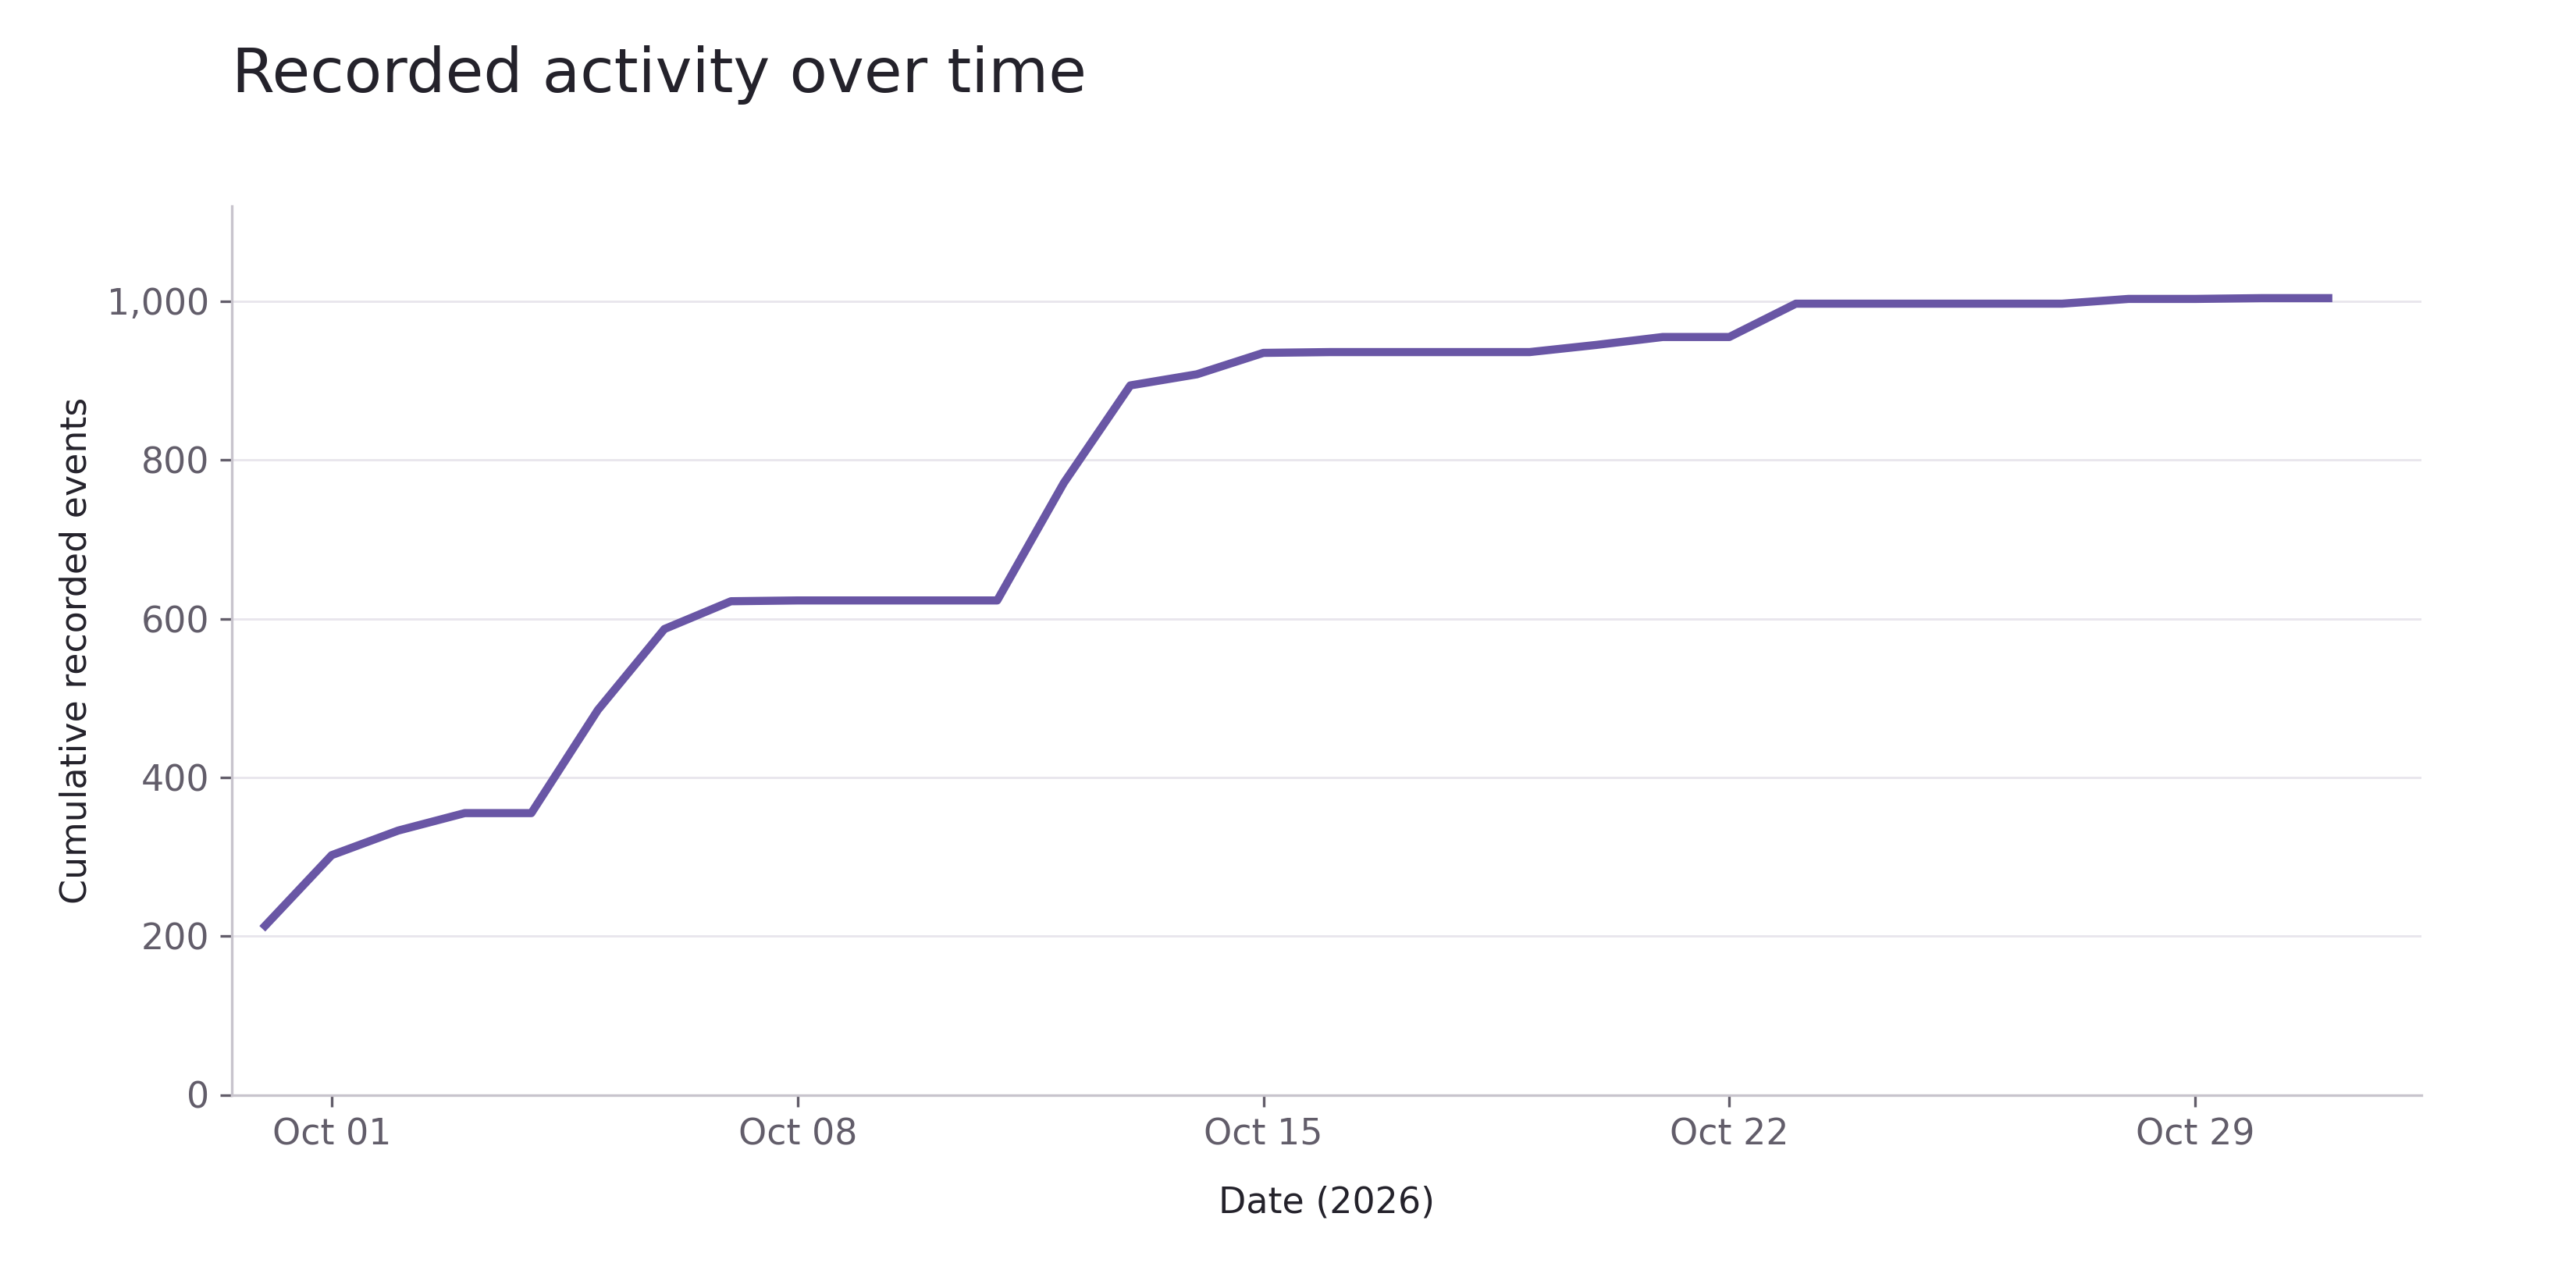 Recorded activity over time
Cumulative recorded events
1,000
800
600
400
200
0
Oct 01 Oct 08 Oct 15 Oct 22 Oct 29
Date (2026)